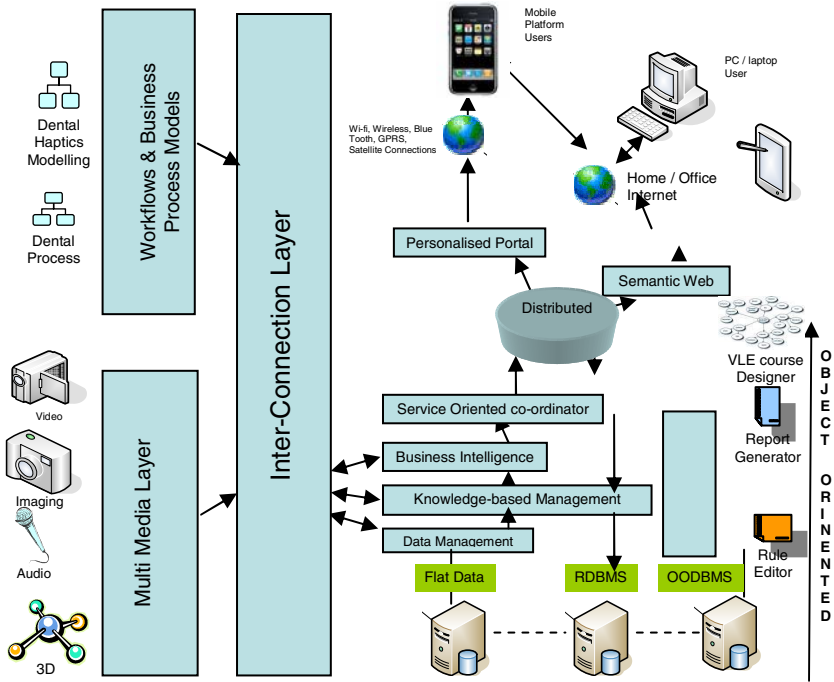 Mobile
Platform
Users
PC / laptop
User
Wi-fi, Wireless, Blue
Tooth, GPRS,
Satellite Connections
Home / Office
Internet
Dental
Haptics
Modelling
Dental
Process
Workflows & Business
Process Models
Inter-Connection Layer
Multi Media Layer
Video
Imaging
Audio
3D
Personalised Portal
Semantic Web
Distributed
Service Oriented co-ordinator
Business Intelligence
Knowledge-based Management
Data Management
Flat Data
RDBMS
OODBMS
VLE course
Designer
Report
Generator
Rule
Editor
OBJECT ORINENTED